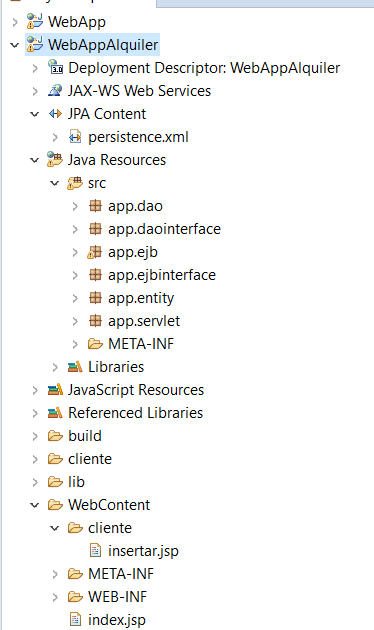 WebApp
WebAppAlquiler
3.0 Deployment Descriptor: WebAppAlquiler
JAX-WS Web Services
JPA Content
persistence.xml
Java Resources
src
app.dao
app.daointerface
app.ejb
app.ejbinterface
app.entity
app.servlet
META-INF
Libraries
JavaScript Resources
Referenced Libraries
build
cliente
lib
WebContent
cliente
insertar.jsp
META-INF
WEB-INF
index.jsp